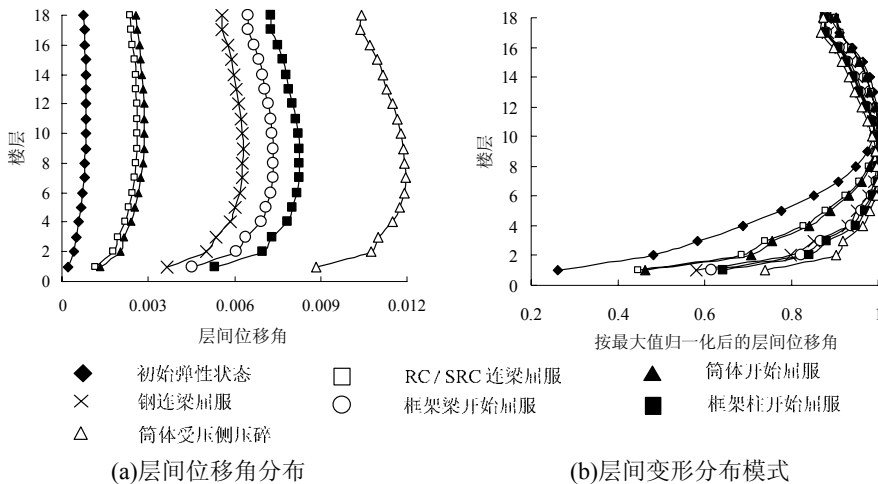 18
16
14
12
10
8
6
4
2
0
楼层
0 0.003 0.006 0.009 0.012
层间位移角
18
16
14
12
10
8
6
4
2
0
楼层
0.2 0.4 0.6 0.8 1
按最大值归一化后的层间位移角
初始弹性状态 RC / SRC 连梁屈服 筒体开始屈服
钢连梁屈服 框架梁开始屈服 框架柱开始屈服
筒体受压侧压碎
(a)层间位移角分布 (b)层间变形分布模式